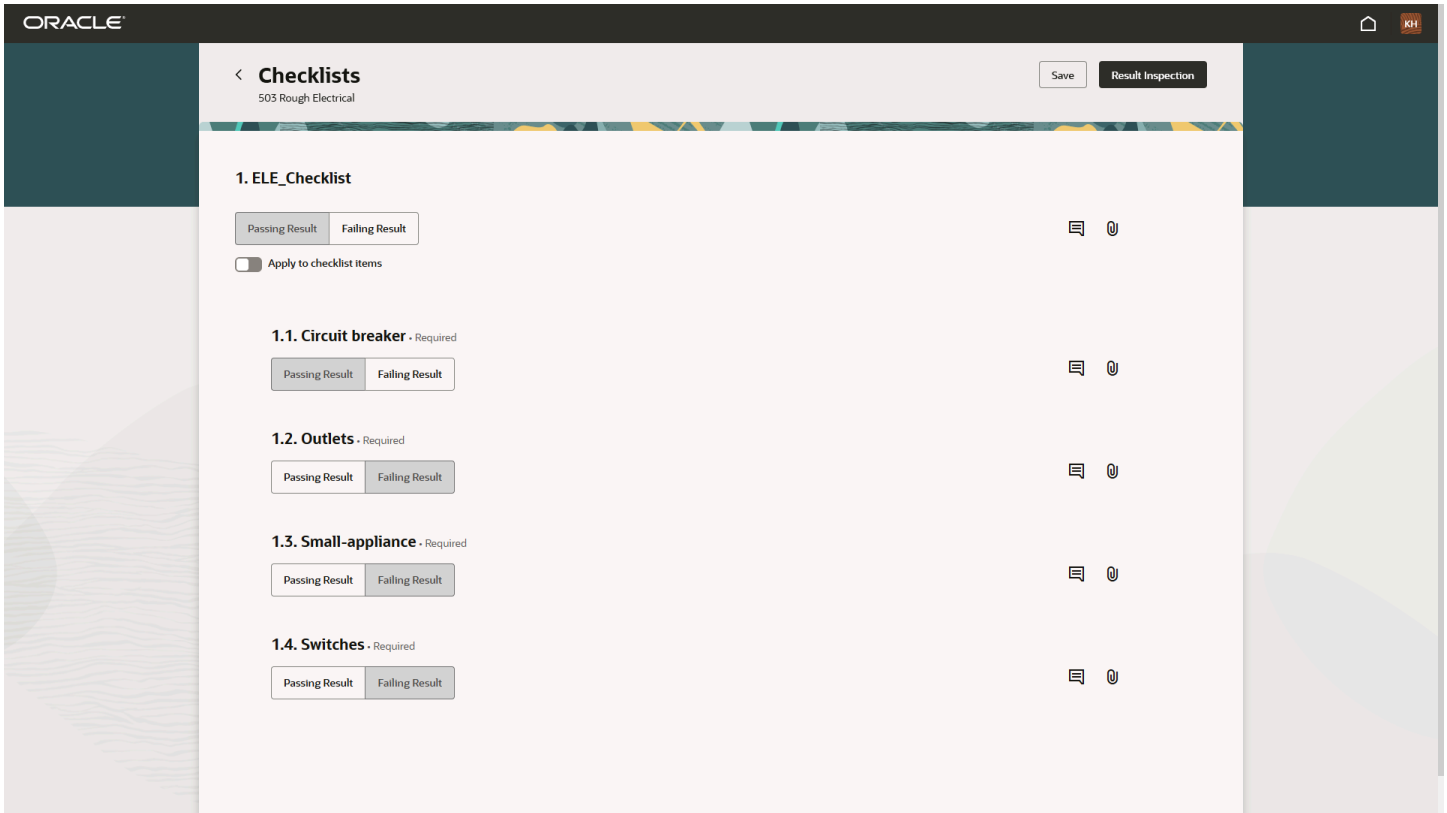 ORACLE
KH
Checklists
503 Rough Electrical
Save
Result Inspection
1. ELE_Checklist
Passing Result Failing Result
Apply to checklist items
1.1. Circuit breaker • Required
Passing Result Failing Result
1.2. Outlets • Required
Passing Result Failing Result
1.3. Small-appliance • Required
Passing Result Failing Result
1.4. Switches • Required
Passing Result Failing Result